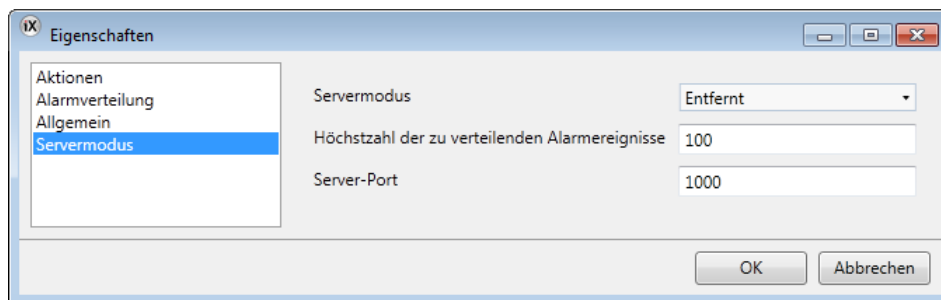 iX Eigenschaften
Aktionen
Alarmverteilung
Allgemein
Servermodus
Servermodus Entfernt
Höchstzahl der zu verteilenden Alarmereignisse 100
Server-Port 1000
OK Abbrechen